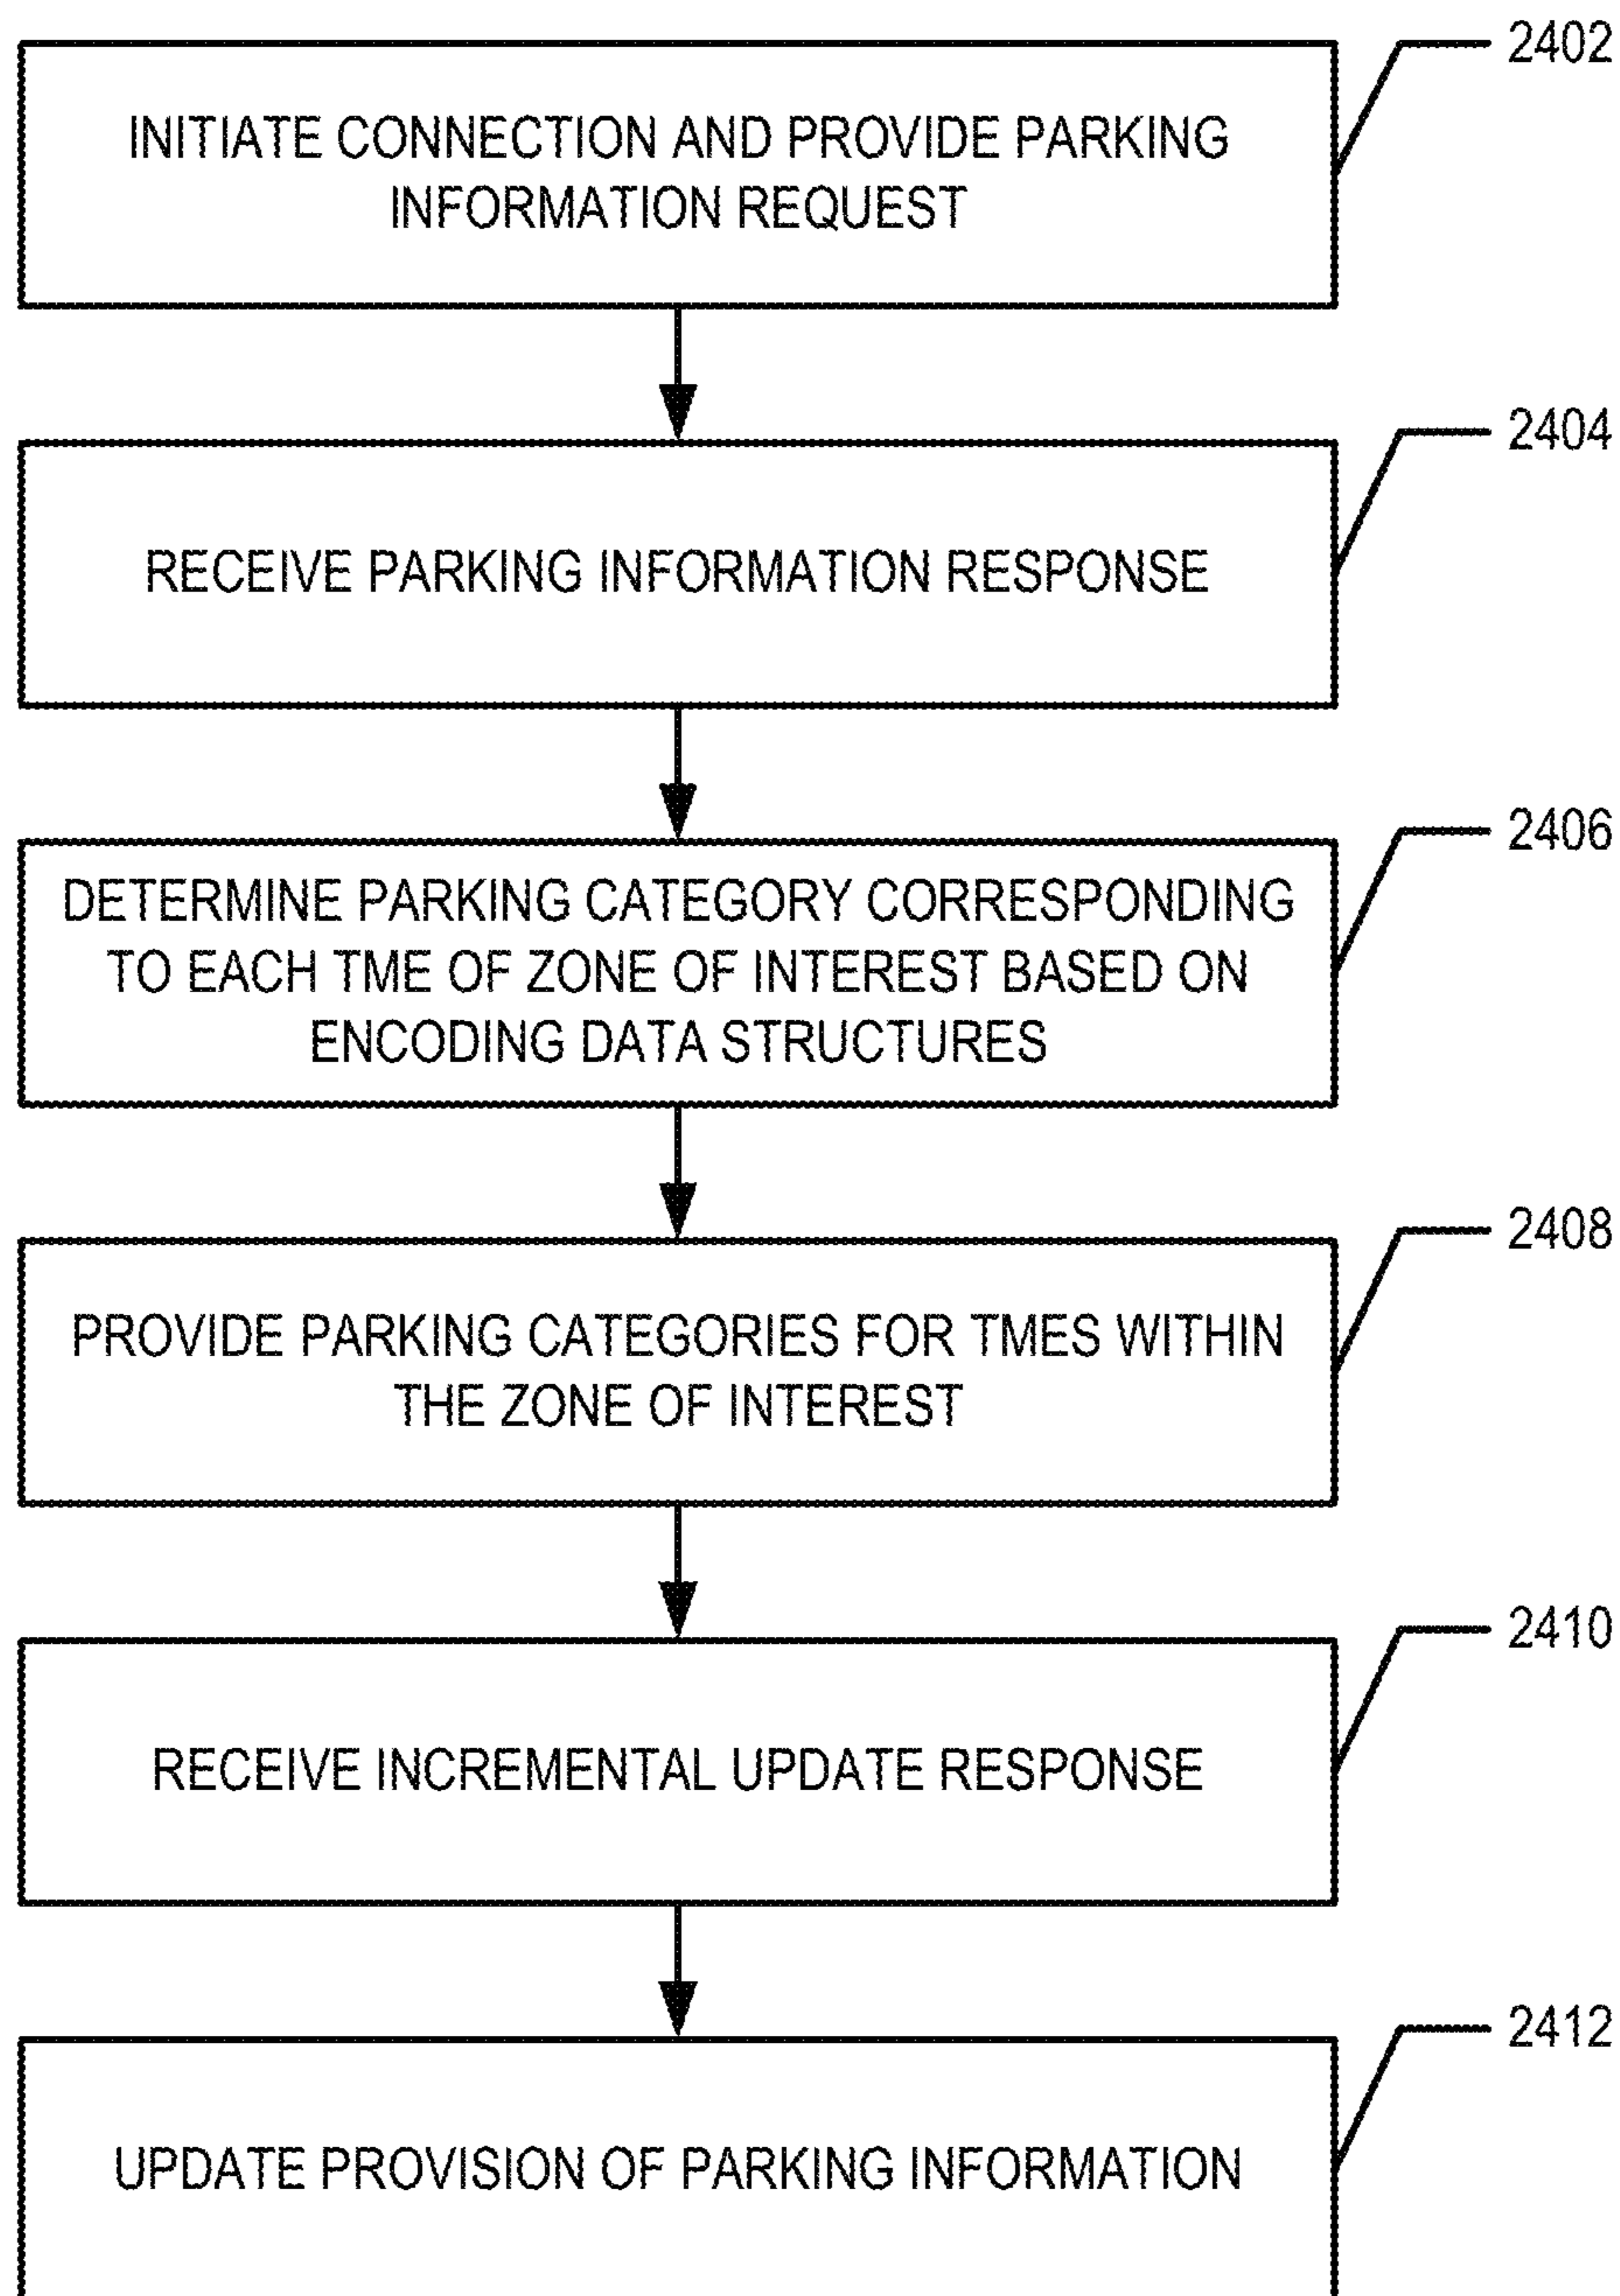 2402
INITIATE CONNECTION AND PROVIDE PARKING
INFORMATION REQUEST
2404
RECEIVE PARKING INFORMATION RESPONSE
2406
DETERMINE PARKING CATEGORY CORRESPONDING
TO EACH TME OF ZONE OF INTEREST BASED ON
ENCODING DATA STRUCTURES
2408
PROVIDE PARKING CATEGORIES FOR TMES WITHIN
THE ZONE OF INTEREST
2410
RECEIVE INCREMENTAL UPDATE RESPONSE
2412
UPDATE PROVISION OF PARKING INFORMATION